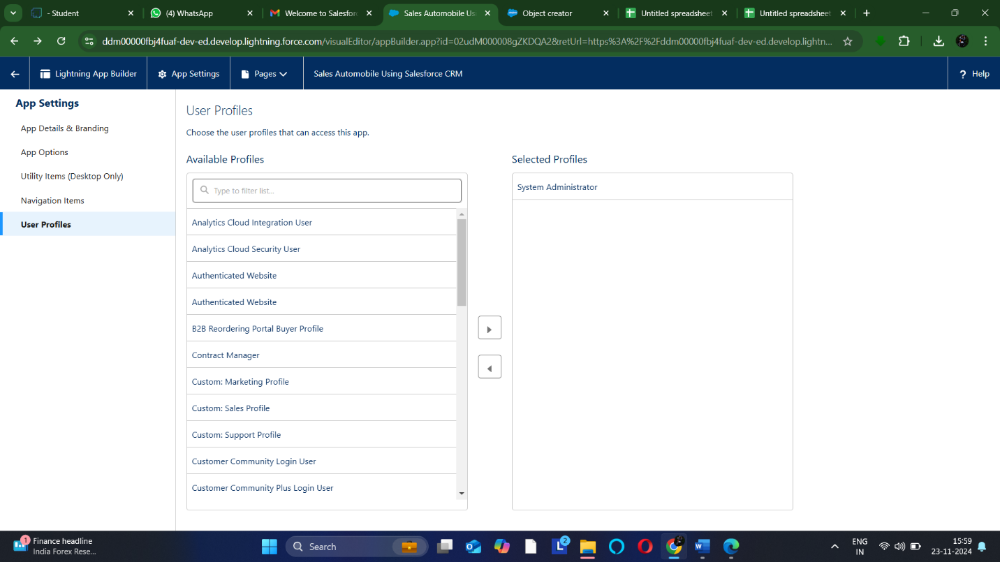 - Student
(4) WhatsApp
Welcome to Salesfor
Sales Automobile Us
Object creator
Untitled spreadsheet
Untitled spreadsheet
ddm00000fbj4fuaf-dev-ed.develop.lightning.force.com/visualEditor/appBuilder.app?id=02udM000008gZKDQA2&retUrl=https%3A%2F%2Fddm00000fbj4fuaf-dev-ed.develop.lightn...
Lightning App Builder
App Settings
Pages
Sales Automobile Using Salesforce CRM
? Help
App Settings
App Details & Branding
App Options
Utility Items (Desktop Only)
Navigation Items
User Profiles
User Profiles
Choose the user profiles that can access this app.
Available Profiles
Type to filter list...
Analytics Cloud Integration User
Analytics Cloud Security User
Authenticated Website
Authenticated Website
B2B Reordering Portal Buyer Profile
Contract Manager
Custom: Marketing Profile
Custom: Sales Profile
Custom: Support Profile
Customer Community Login User
Customer Community Plus Login User
Selected Profiles
System Administrator
1
Finance headline
India Forex Rese...
Search
L 2
W
ENG
IN
15:59
23-11-2024